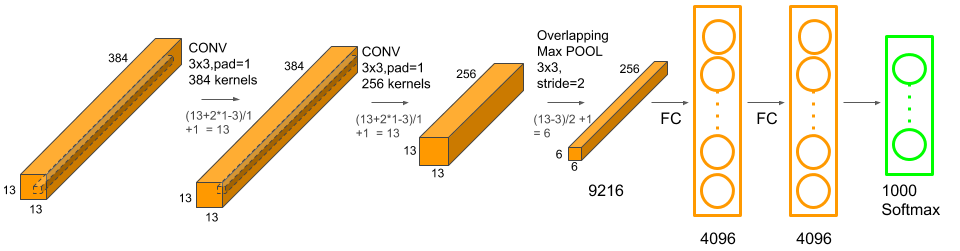 384
13
13
CONV
3x3,pad=1
384 kernels
(13+2*1-3)/1
+1  = 13
384
13
13
CONV
3x3,pad=1
256 kernels
(13+2*1-3)/1
+1  = 13
256
13
13
Overlapping
Max POOL
3x3,
stride=2
(13-3)/2 +1
= 6
256
6
6
9216
FC
4096
FC
4096
1000
Softmax